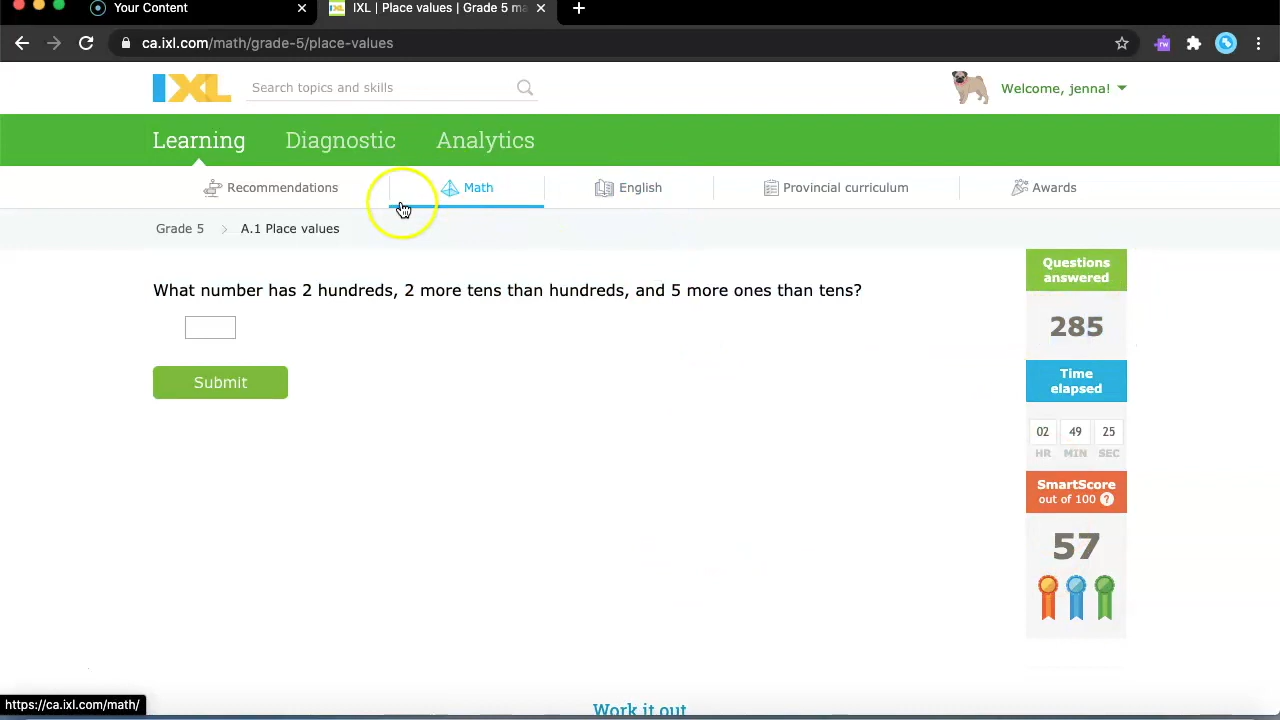 Your Content
IXL | Place values | Grade 5 ma
ca.ixl.com/math/grade-5/place-values
IXL
Search topics and skills
Welcome, jenna!
Learning
Diagnostic
Analytics
Recommendations
Math
English
Provincial curriculum
Awards
Grade 5
A.1 Place values
What number has 2 hundreds, 2 more tens than hundreds, and 5 more ones than tens?
Submit
Questions
answered
285
Time
elapsed
02 49 25
HR MIN SEC
SmartScore
out of 100 ?
57
https://ca.ixl.com/math/
Work it out